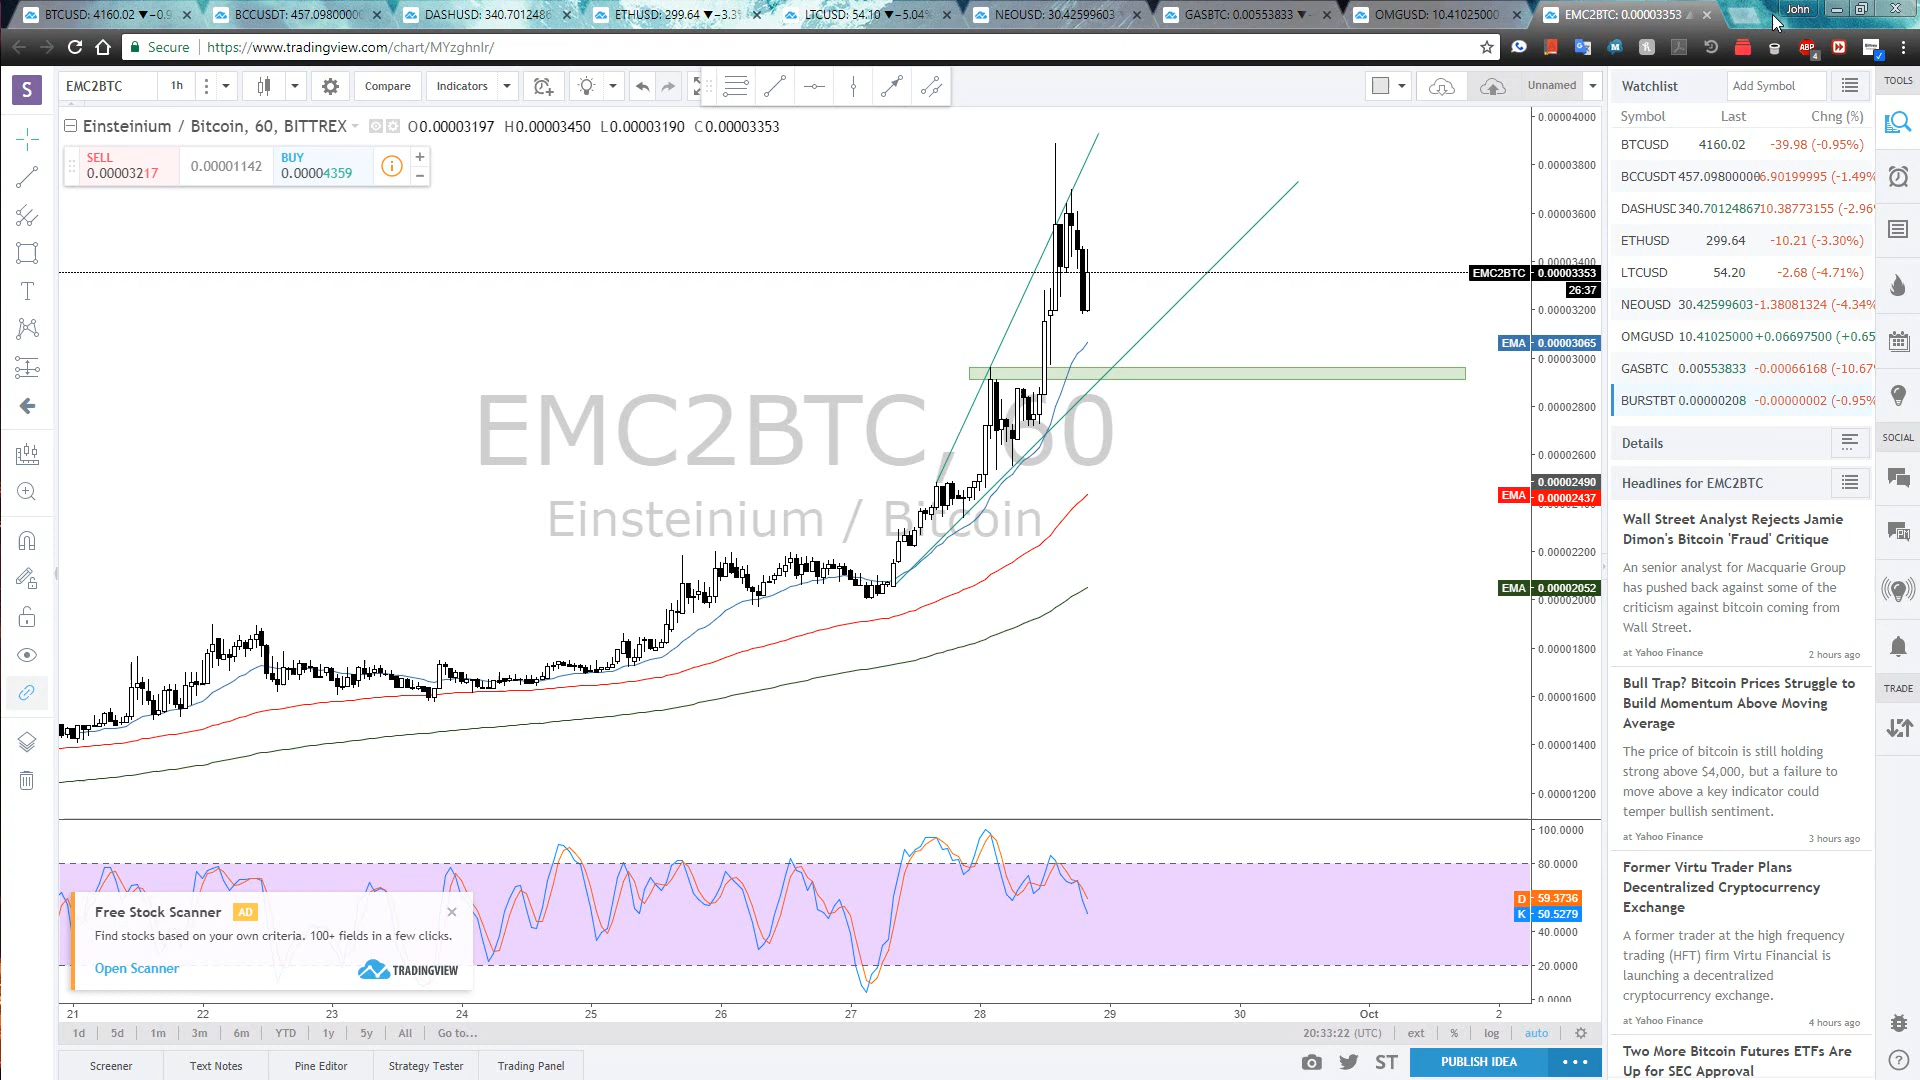 BTCUSD: 4160.02 ▼−0.9
BCCUSDT: 457.0980000
DASHUSD: 340.7012486
ETHUSD: 299.64 ▼−3.3
LTCUSD: 54.10 ▼−5.04%
NEOUSD: 30.42599603
GASBTC: 0.00553833 ▼
OMGUSD: 10.41025000
EMC2BTC: 0.00003353
John
Secure
https://www.tradingview.com/chart/MYzghnlr/
S
EMC2BTC
1h
Compare
Indicators
Unnamed
Einsteinium / Bitcoin, 60, BITTREX
O0.00003197 H0.00003450 L0.00003190 C0.00003353
SELL
0.00003217
0.00001142
BUY
0.00004359
EMC2BTC, 60
Einsteinium / Bitcoin
0.00004000
0.00003800
0.00003600
0.00003400
EMC2BTC 0.00003353
26:37
0.00003200
EMA 0.00003065
0.00003000
0.00002800
0.00002600
0.00002490
EMA 0.00002437
0.00002200
EMA 0.00002052
0.00002000
0.00001800
0.00001600
0.00001400
0.00001200
100.0000
80.0000
D 59.3736
K 50.5279
40.0000
20.0000
0.0000
Free Stock Scanner AD
Find stocks based on your own criteria. 100+ fields in a few clicks.
Open Scanner
TRADINGVIEW
21 22 23 24 25 26 27 28 29 30 Oct 2
1d 5d 1m 3m 6m YTD 1y 5y All Go to...
20:33:22 (UTC) ext % log auto
Screener Text Notes Pine Editor Strategy Tester Trading Panel
ST
PUBLISH IDEA
Watchlist
Add Symbol
Symbol Last Chng (%)
BTCUSD 4160.02 -39.98 (-0.95%)
BCCUSDT 457.0980000 6.90199995 (-1.49%
DASHUSD 340.70124867 10.38773155 (-2.96
ETHUSD 299.64 -10.21 (-3.30%)
LTCUSD 54.20 -2.68 (-4.71%)
NEOUSD 30.42599603 -1.38081324 (-4.34%
OMGUSD 10.41025000 +0.06697500 (+0.65
GASBTC 0.00553833 -0.00066168 (-10.67
BURSTBT 0.00000208 -0.00000002 (-0.95%
Details
Headlines for EMC2BTC
Wall Street Analyst Rejects Jamie
Dimon's Bitcoin 'Fraud' Critique
An senior analyst for Macquarie Group
has pushed back against some of the
criticism against bitcoin coming from
Wall Street.
at Yahoo Finance
2 hours ago
Bull Trap? Bitcoin Prices Struggle to
Build Momentum Above Moving
Average
The price of bitcoin is still holding
strong above $4,000, but a failure to
move above a key indicator could
temper bullish sentiment.
at Yahoo Finance
3 hours ago
Former Virtu Trader Plans
Decentralized Cryptocurrency
Exchange
A former trader at the high frequency
trading (HFT) firm Virtu Financial is
launching a decentralized
cryptocurrency exchange.
at Yahoo Finance
4 hours ago
Two More Bitcoin Futures ETFs Are
Up for SEC Approval
TOOLS
SOCIAL
TRADE